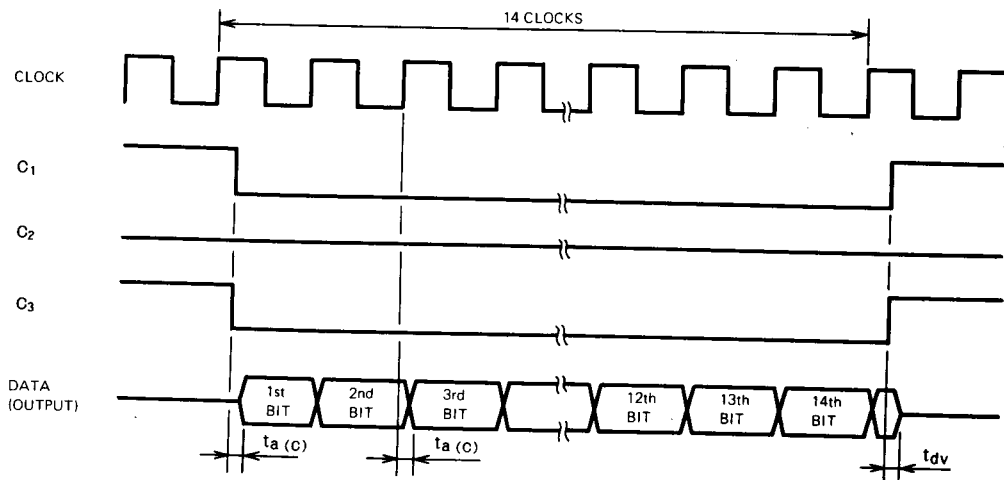 14 CLOCKS
CLOCK
C1
C2
C3
DATA
(OUTPUT)
1st
BIT
2nd
BIT
3rd
BIT
12th
BIT
13th
BIT
14th
BIT
ta (C)
ta (C)
tdv